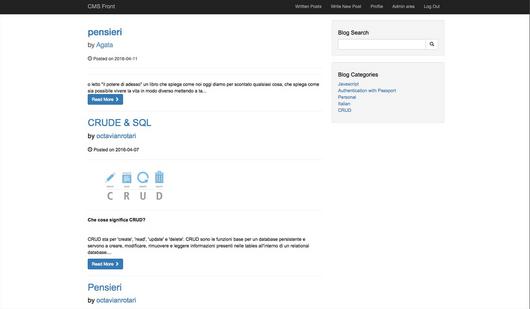 CMS Front
Written Posts
Write New Post
Profile
Admin area
Log Out
pensieri
by Agata
Posted on 2016-04-11
o letto "il potere di adesso" un libro che spiega come noi oggi diamo per scontato qualsiasi cosa, che spiega come
sia possibile vivere la vita in modo diverso mettendo a ta...
Read More
CRUDE & SQL
by octavianrotari
Posted on 2016-04-07
C R U D
Che cosa significa CRUD?
CRUD sta per 'create', 'read', 'update' e 'delete'. CRUD sono le funzioni base per un database persistente e
servono a creare, modificare, rimuovere e leggere informazioni presenti nelle tables all'interno di un relational
database....
Read More
Pensieri
by octavianrotari
Blog Search
Blog Categories
Javascript
Authentication with Passport
Personal
Italian
CRUD